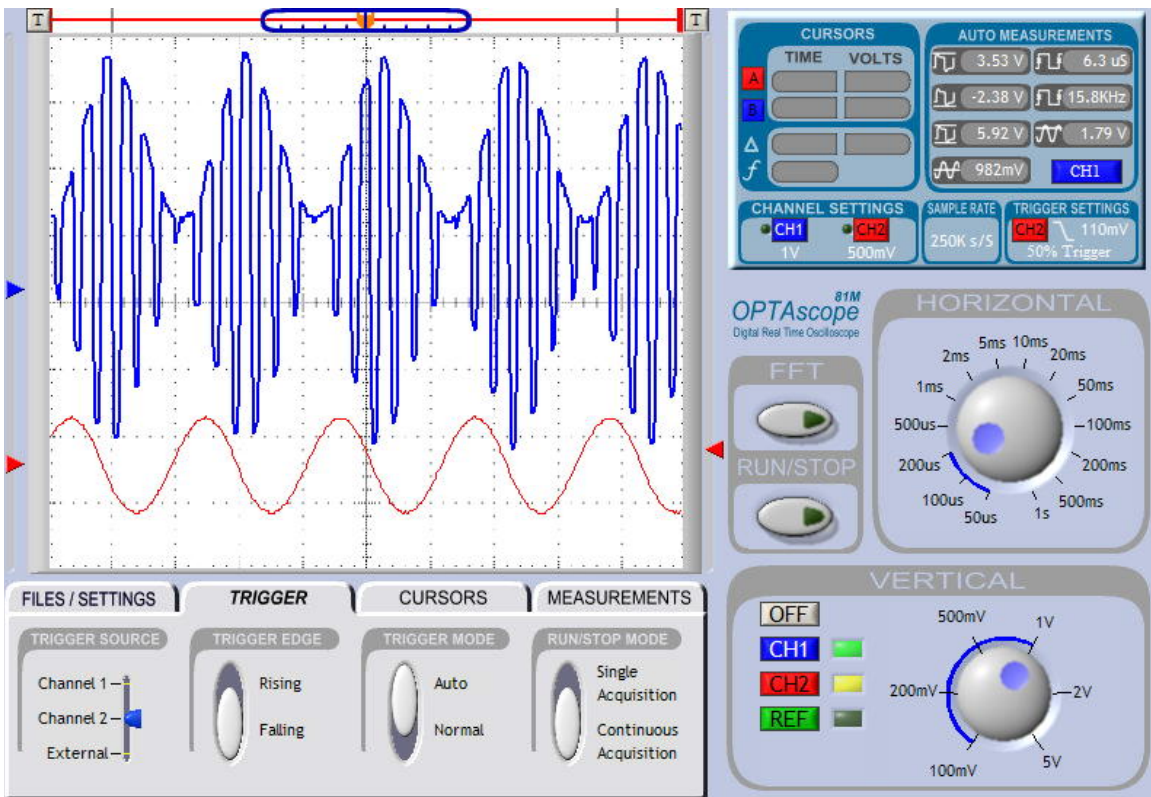 T
T
CURSORS
TIME VOLTS
A
B
Δ
f
AUTO MEASUREMENTS
3.53 V 6.3 uS
-2.38 V 15.8KHz
5.92 V 1.79 V
982mV CH1
CHANNEL SETTINGS
CH1 CH2
1V 500mV
SAMPLE RATE
250K s/S
TRIGGER SETTINGS
CH2 110mV
50% Trigger
81M
OPTAscope
Digital Real Time Oscilloscope
FFT
RUN/STOP
HORIZONTAL
5ms 10ms
2ms 20ms
1ms 50ms
500us 100ms
200us 200ms
100us 500ms
50us 1s
FILES / SETTINGS TRIGGER CURSORS MEASUREMENTS
TRIGGER SOURCE
Channel 1
Channel 2
External
TRIGGER EDGE
Rising
Falling
TRIGGER MODE
Auto
Normal
RUN/STOP MODE
Single
Acquisition
Continuous
Acquisition
VERTICAL
OFF
CH1
CH2
REF
500mV 1V
200mV 2V
100mV 5V